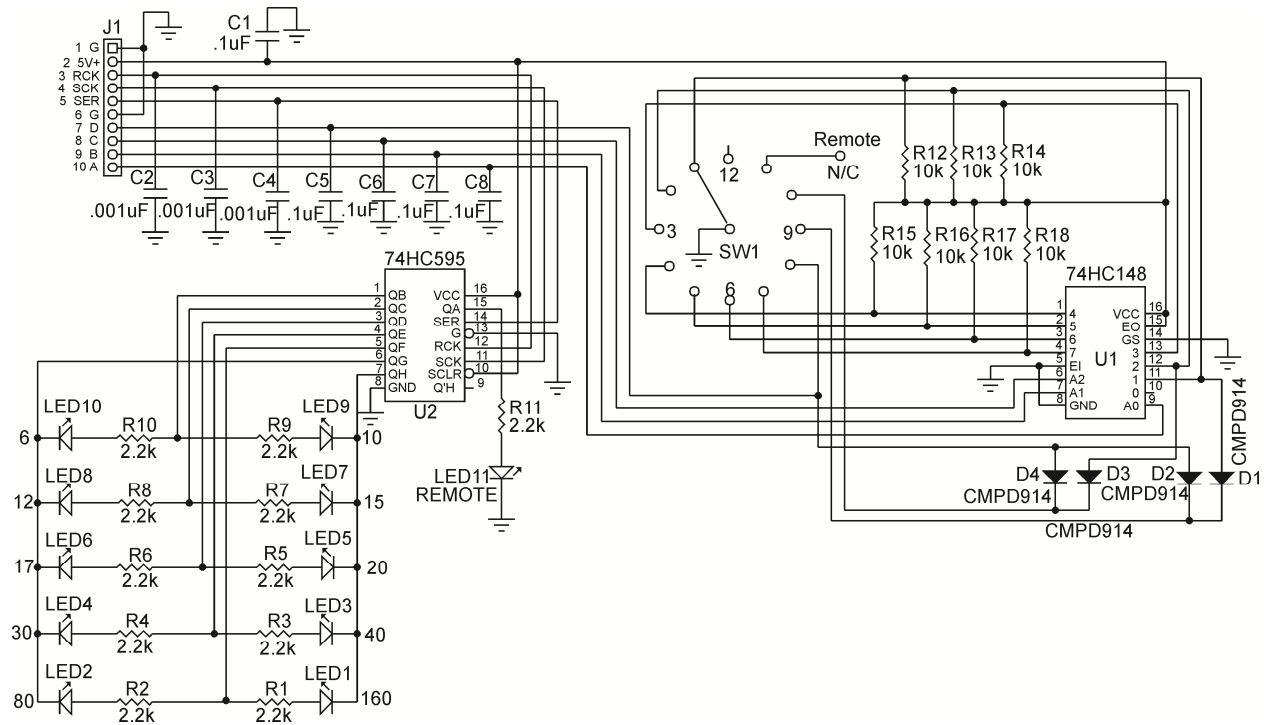 J1
1 G
2 5V+
3 RCK
4 SCK
5 SER
6 G
7 D
8 C
9 B
10 A
C1
.1uF
C2
.001uF
C3
.001uF
C4
.001uF
C5
.1uF
C6
.1uF
C7
.1uF
C8
.1uF
Remote
N/C
12
3
9
6
SW1
R12
10k
R13
10k
R14
10k
R15
10k
R16
10k
R17
10k
R18
10k
74HC595
1 QB VCC 16
2 QC QA 15
3 QD SER 14
4 QE G 13
5 QF RCK 12
6 QG SCK 11
7 QH SCLR 10
8 GND Q'H 9
U2
74HC148
1 4 VCC 16
2 5 EO 15
3 6 GS 14
4 7 3 13
5 EI 2 12
6 A2 1 11
7 A1 0 10
8 GND A0 9
U1
R11
2.2k
LED11
REMOTE
D4
CMPD914
D3
CMPD914
D2
CMPD914
D1
CMPD914
6 LED10 R10 2.2k R9 2.2k LED9 10
12 LED8 R8 2.2k R7 2.2k LED7 15
17 LED6 R6 2.2k R5 2.2k LED5 20
30 LED4 R4 2.2k R3 2.2k LED3 40
80 LED2 R2 2.2k R1 2.2k LED1 160